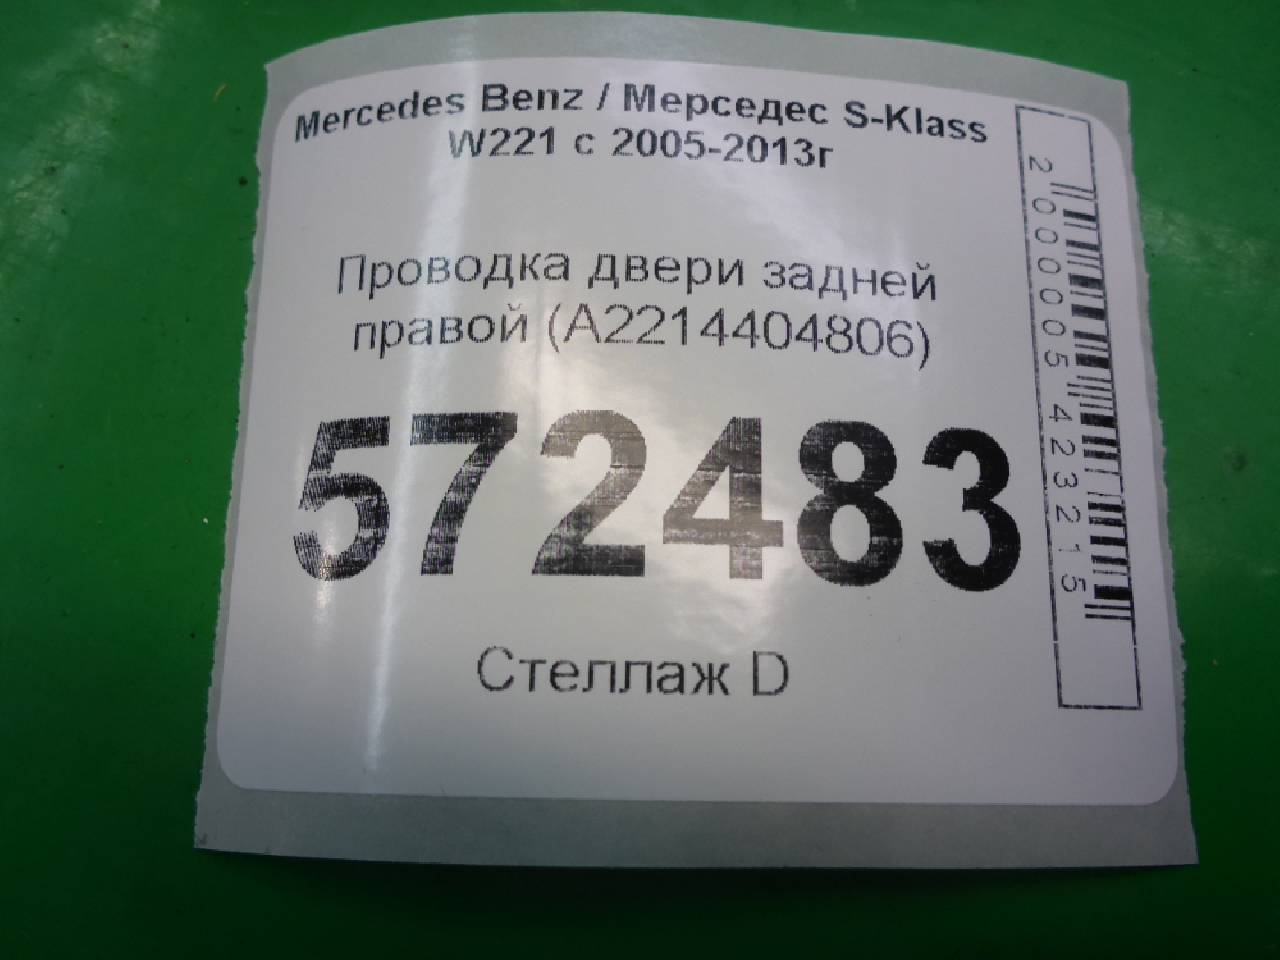 Mercedes Benz / Мерседес S-Klass
W221 с 2005-2013г
Проводка двери задней
правой (A2214404806)
572483
Стеллаж D
2000005423215